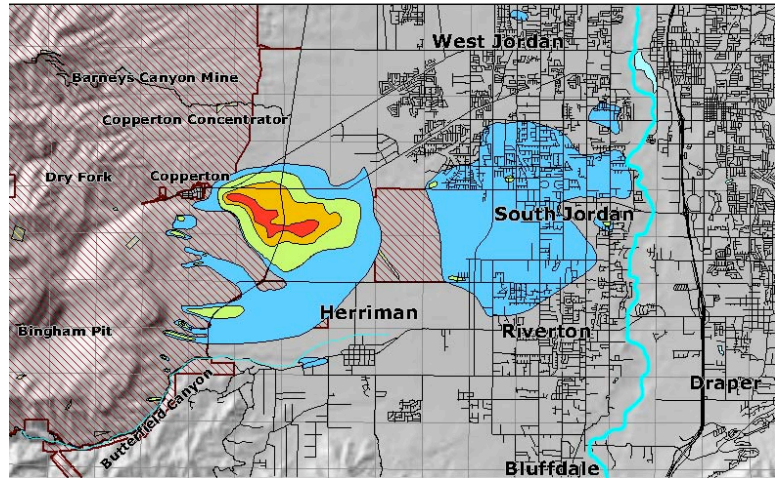 West Jordan
Barneys Canyon Mine
Copperton Concentrator
Dry Fork
Copperton
South Jordan
Herriman
Bingham Pit
Riverton
Draper
Butterfield Canyon
Bluffdale